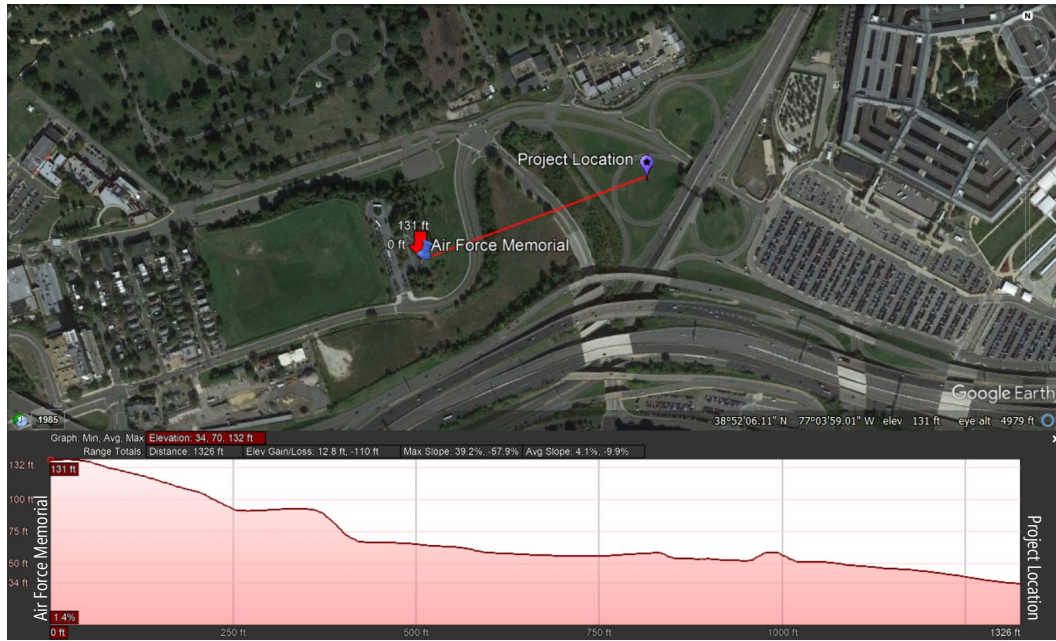 N
Project Location
131 ft
0 ft
Air Force Memorial
Google Earth
1985
38°52'06.11" N 77°03'59.01" W elev 131 ft eye alt 4979 ft
Graph: Min, Avg, Max Elevation: 34, 70, 132 ft
Range Totals: Distance: 1326 ft Elev Gain/Loss: 12.8 ft, -110 ft Max Slope: 39.2%, -57.9% Avg Slope: 4.1%, -9.9%
132 ft
131 ft
100 ft
75 ft
50 ft
34 ft
Air Force Memorial
Project Location
1.4%
0 ft
250 ft
500 ft
750 ft
1000 ft
1326 ft